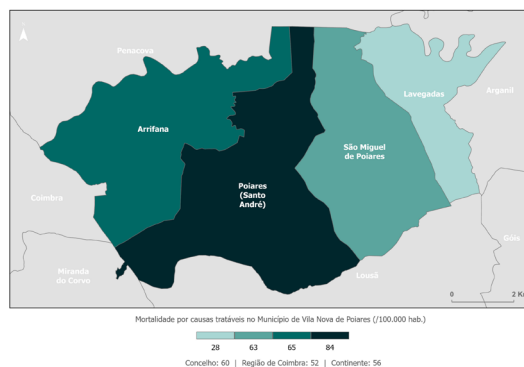 N
Penacova
Arganil
Lavegadas
Arrifana
São Miguel
de Poiares
Poiares
(Santo
André)
Coimbra
Góis
Miranda
do Corvo
Lousã
0 2 K
Mortalidade por causas tratáveis no Município de Vila Nova de Poiares (/100.000 hab.)
28 63 65 84
Concelho: 60 | Região de Coimbra: 52 | Continente: 56